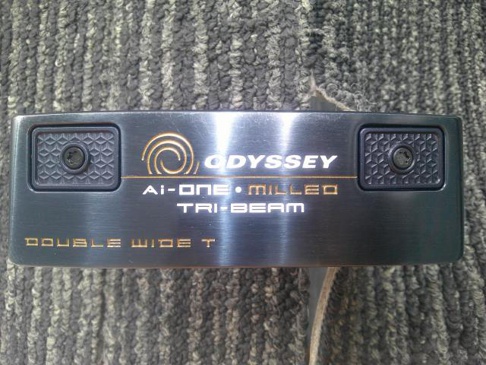 ODYSSEY
Ai-ONE • MILLED
TRI-BEAM
DOUBLE WIDE T